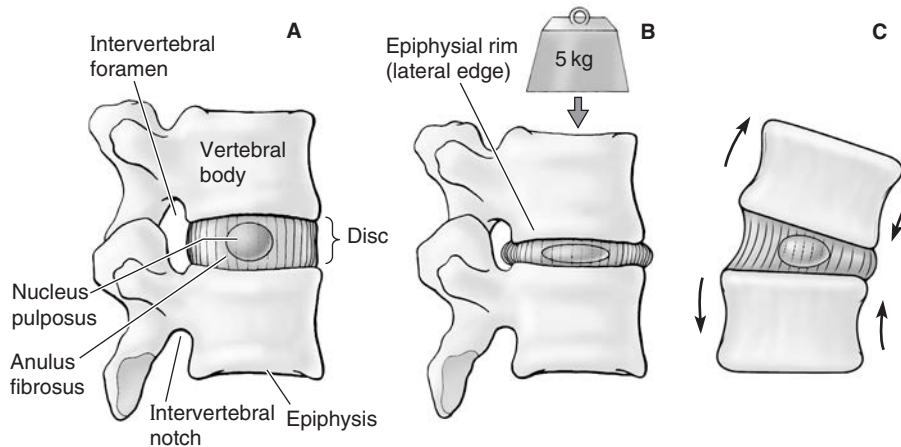 A
Intervertebral
foramen
Vertebral
body
Disc
Nucleus
pulposus
Anulus
fibrosus
Intervertebral
notch
Epiphysis
B
Epiphysial rim
(lateral edge)
5 kg
C